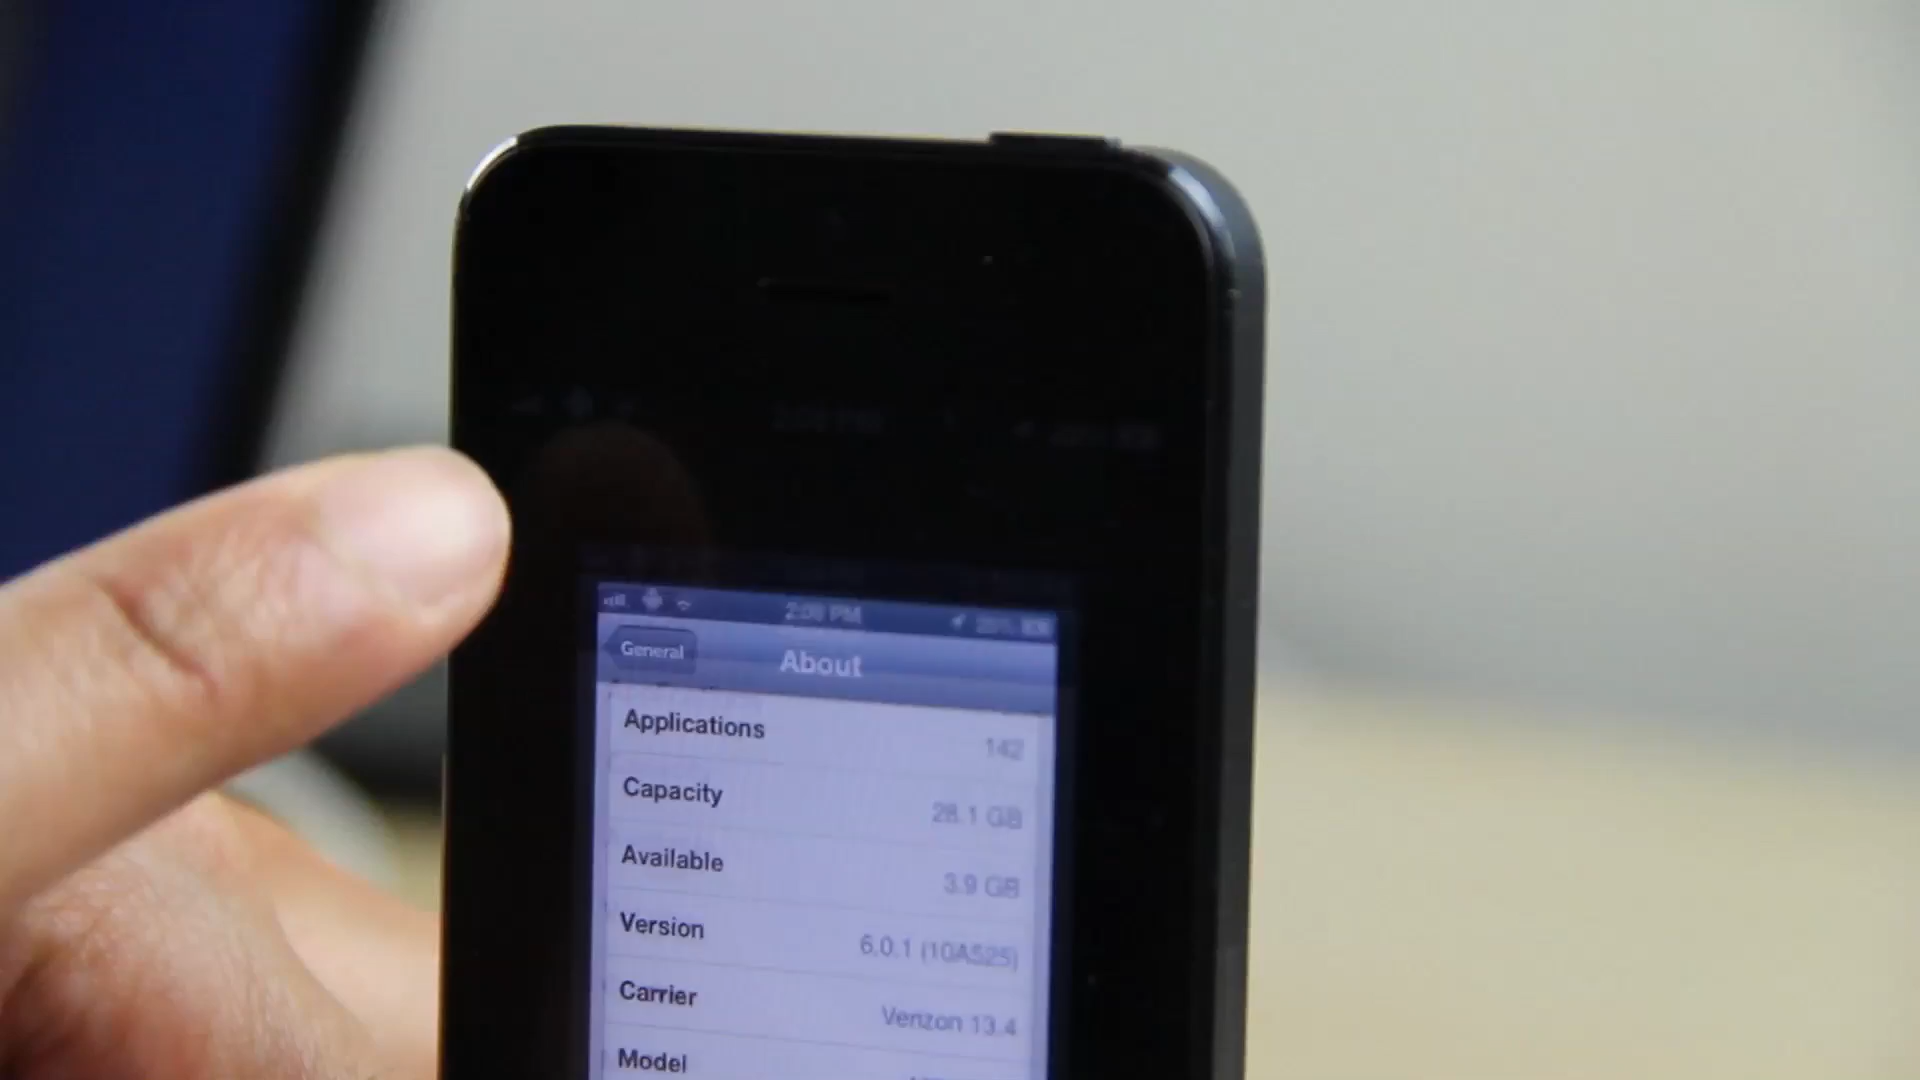 2:06 PM
General
About
Applications 142
Capacity 28.1 GB
Available 3.9 GB
Version 6.0.1 (10A525)
Carrier Verizon 13.4
Model